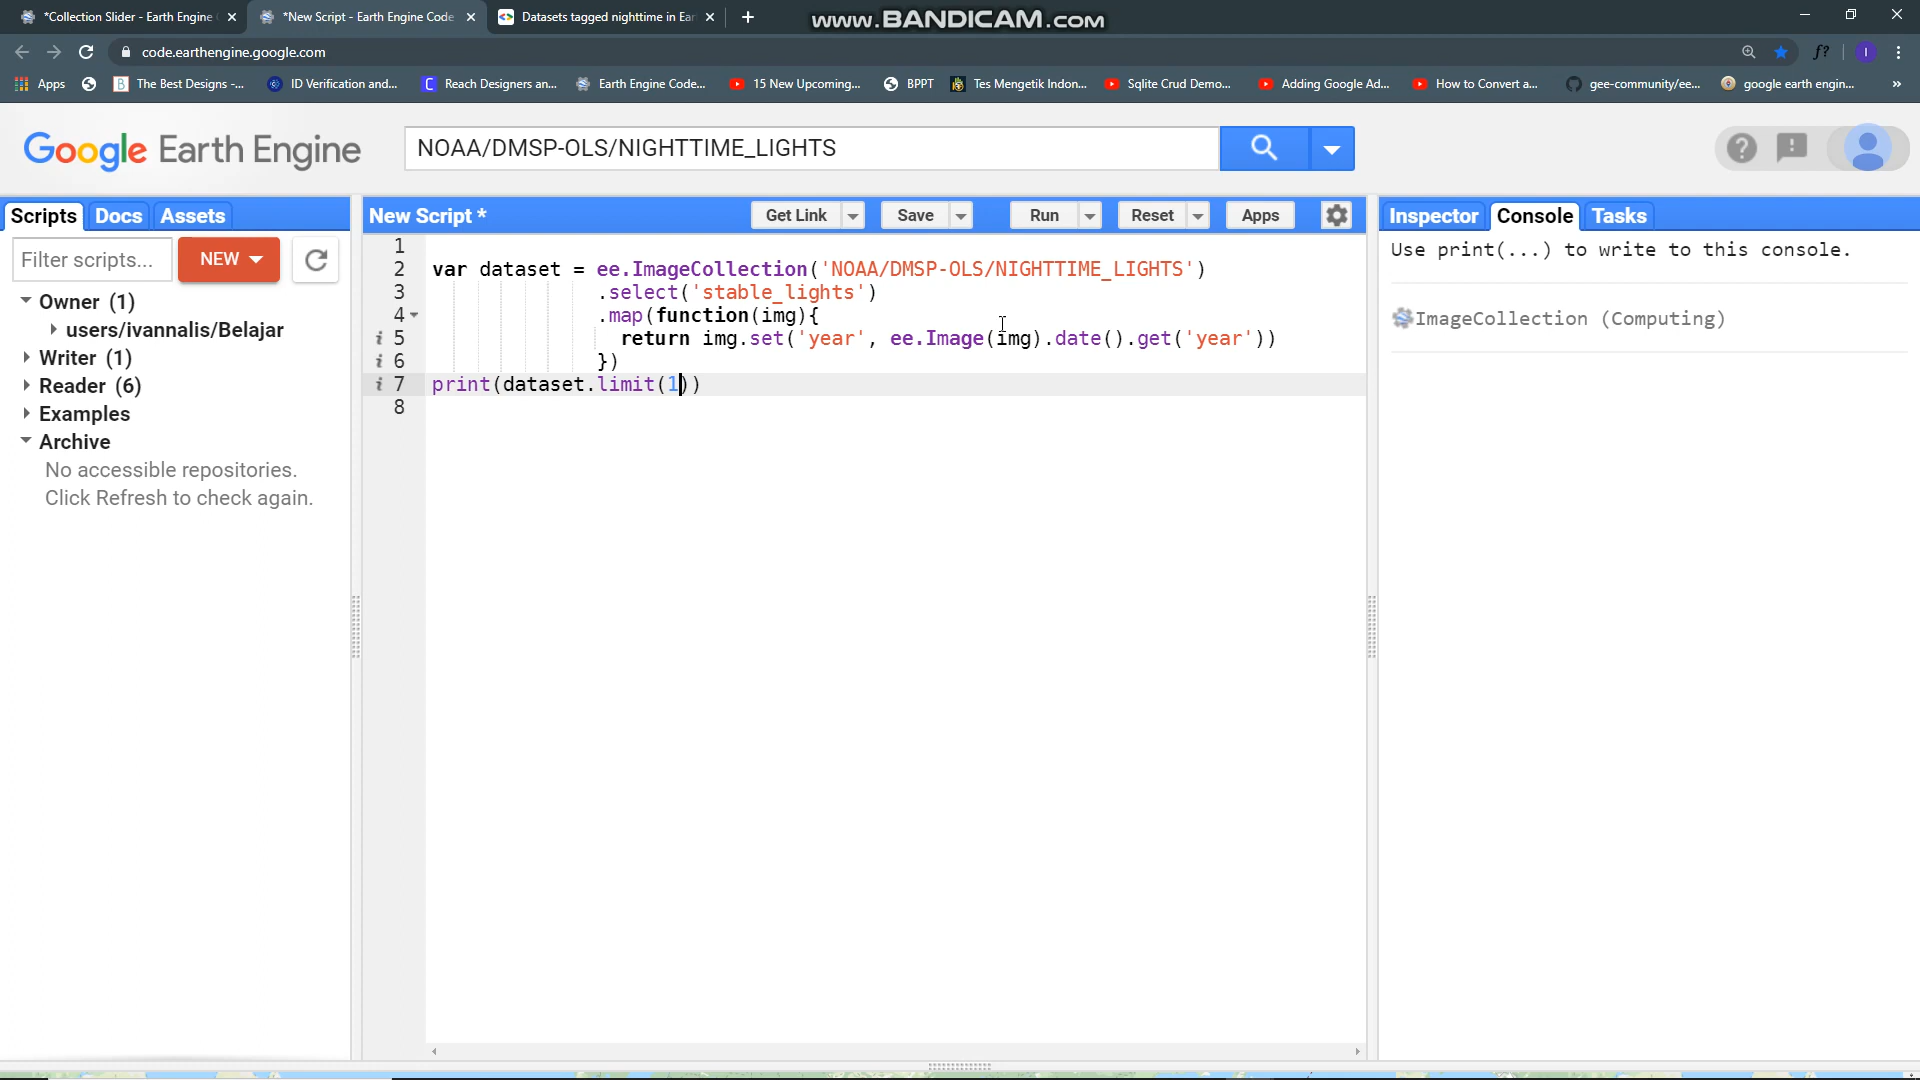 *Collection Slider - Earth Engine
*New Script - Earth Engine Code
Datasets tagged nighttime in Ear
www.BANDICAM.com
code.earthengine.google.com
f?
I
Apps
The Best Designs -...
ID Verification and...
Reach Designers an...
Earth Engine Code...
15 New Upcoming...
BPPT
Tes Mengetik Indon...
Sqlite Crud Demo...
Adding Google Ad...
How to Convert a...
gee-community/ee...
google earth engin...
Google Earth Engine
NOAA/DMSP-OLS/NIGHTTIME_LIGHTS
Scripts
Docs
Assets
Filter scripts...
NEW
Owner (1)
users/ivannalis/Belajar
Writer (1)
Reader (6)
Examples
Archive
No accessible repositories.
Click Refresh to check again.
New Script *
Get Link
Save
Run
Reset
Apps
1
2 var dataset = ee.ImageCollection('NOAA/DMSP-OLS/NIGHTTIME_LIGHTS')
3 .select('stable_lights')
4 .map(function(img){
i 5 return img.set('year', ee.Image(img).date().get('year'))
i 6 })
i 7 print(dataset.limit(1))
8
Inspector
Console
Tasks
Use print(...) to write to this console.
ImageCollection (Computing)